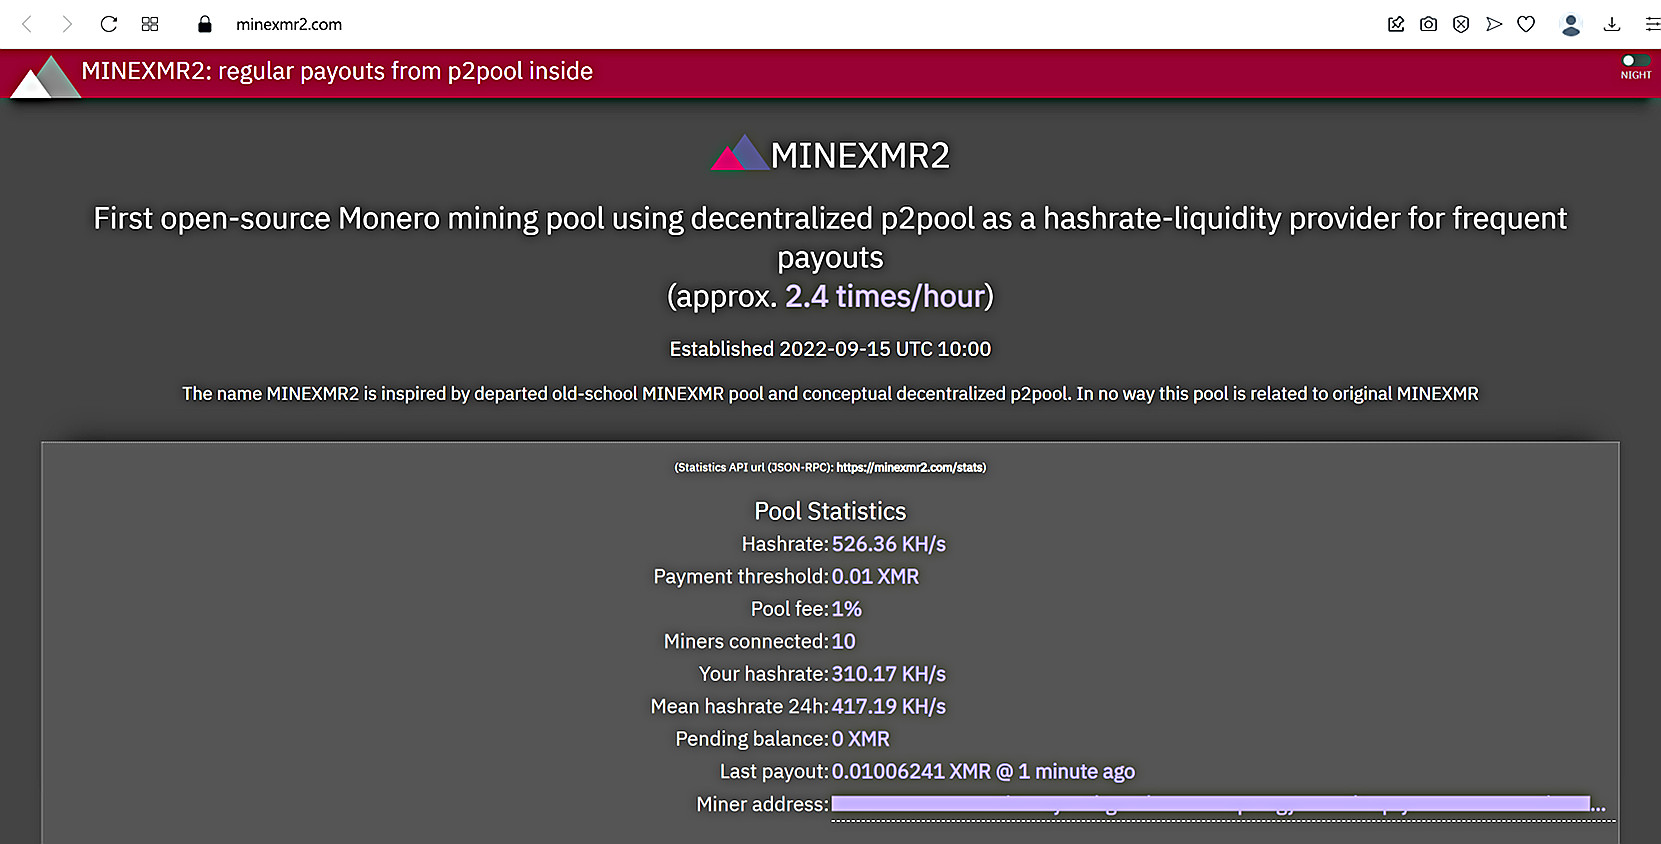 minexmr2.com
MINEXMR2: regular payouts from p2pool inside
NIGHT
MINEXMR2
First open-source Monero mining pool using decentralized p2pool as a hashrate-liquidity provider for frequent
payouts
(approx. 2.4 times/hour)
Established 2022-09-15 UTC 10:00
The name MINEXMR2 is inspired by departed old-school MINEXMR pool and conceptual decentralized p2pool. In no way this pool is related to original MINEXMR
(Statistics API url (JSON-RPC): https://minexmr2.com/stats)
Pool Statistics
Hashrate: 526.36 KH/s
Payment threshold: 0.01 XMR
Pool fee: 1%
Miners connected: 10
Your hashrate: 310.17 KH/s
Mean hashrate 24h: 417.19 KH/s
Pending balance: 0 XMR
Last payout: 0.01006241 XMR @ 1 minute ago
Miner address: ...